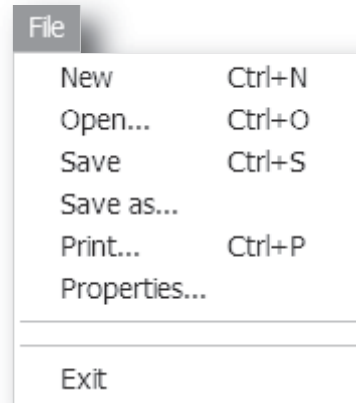 File
New Ctrl+N
Open... Ctrl+O
Save Ctrl+S
Save as...
Print... Ctrl+P
Properties...
Exit